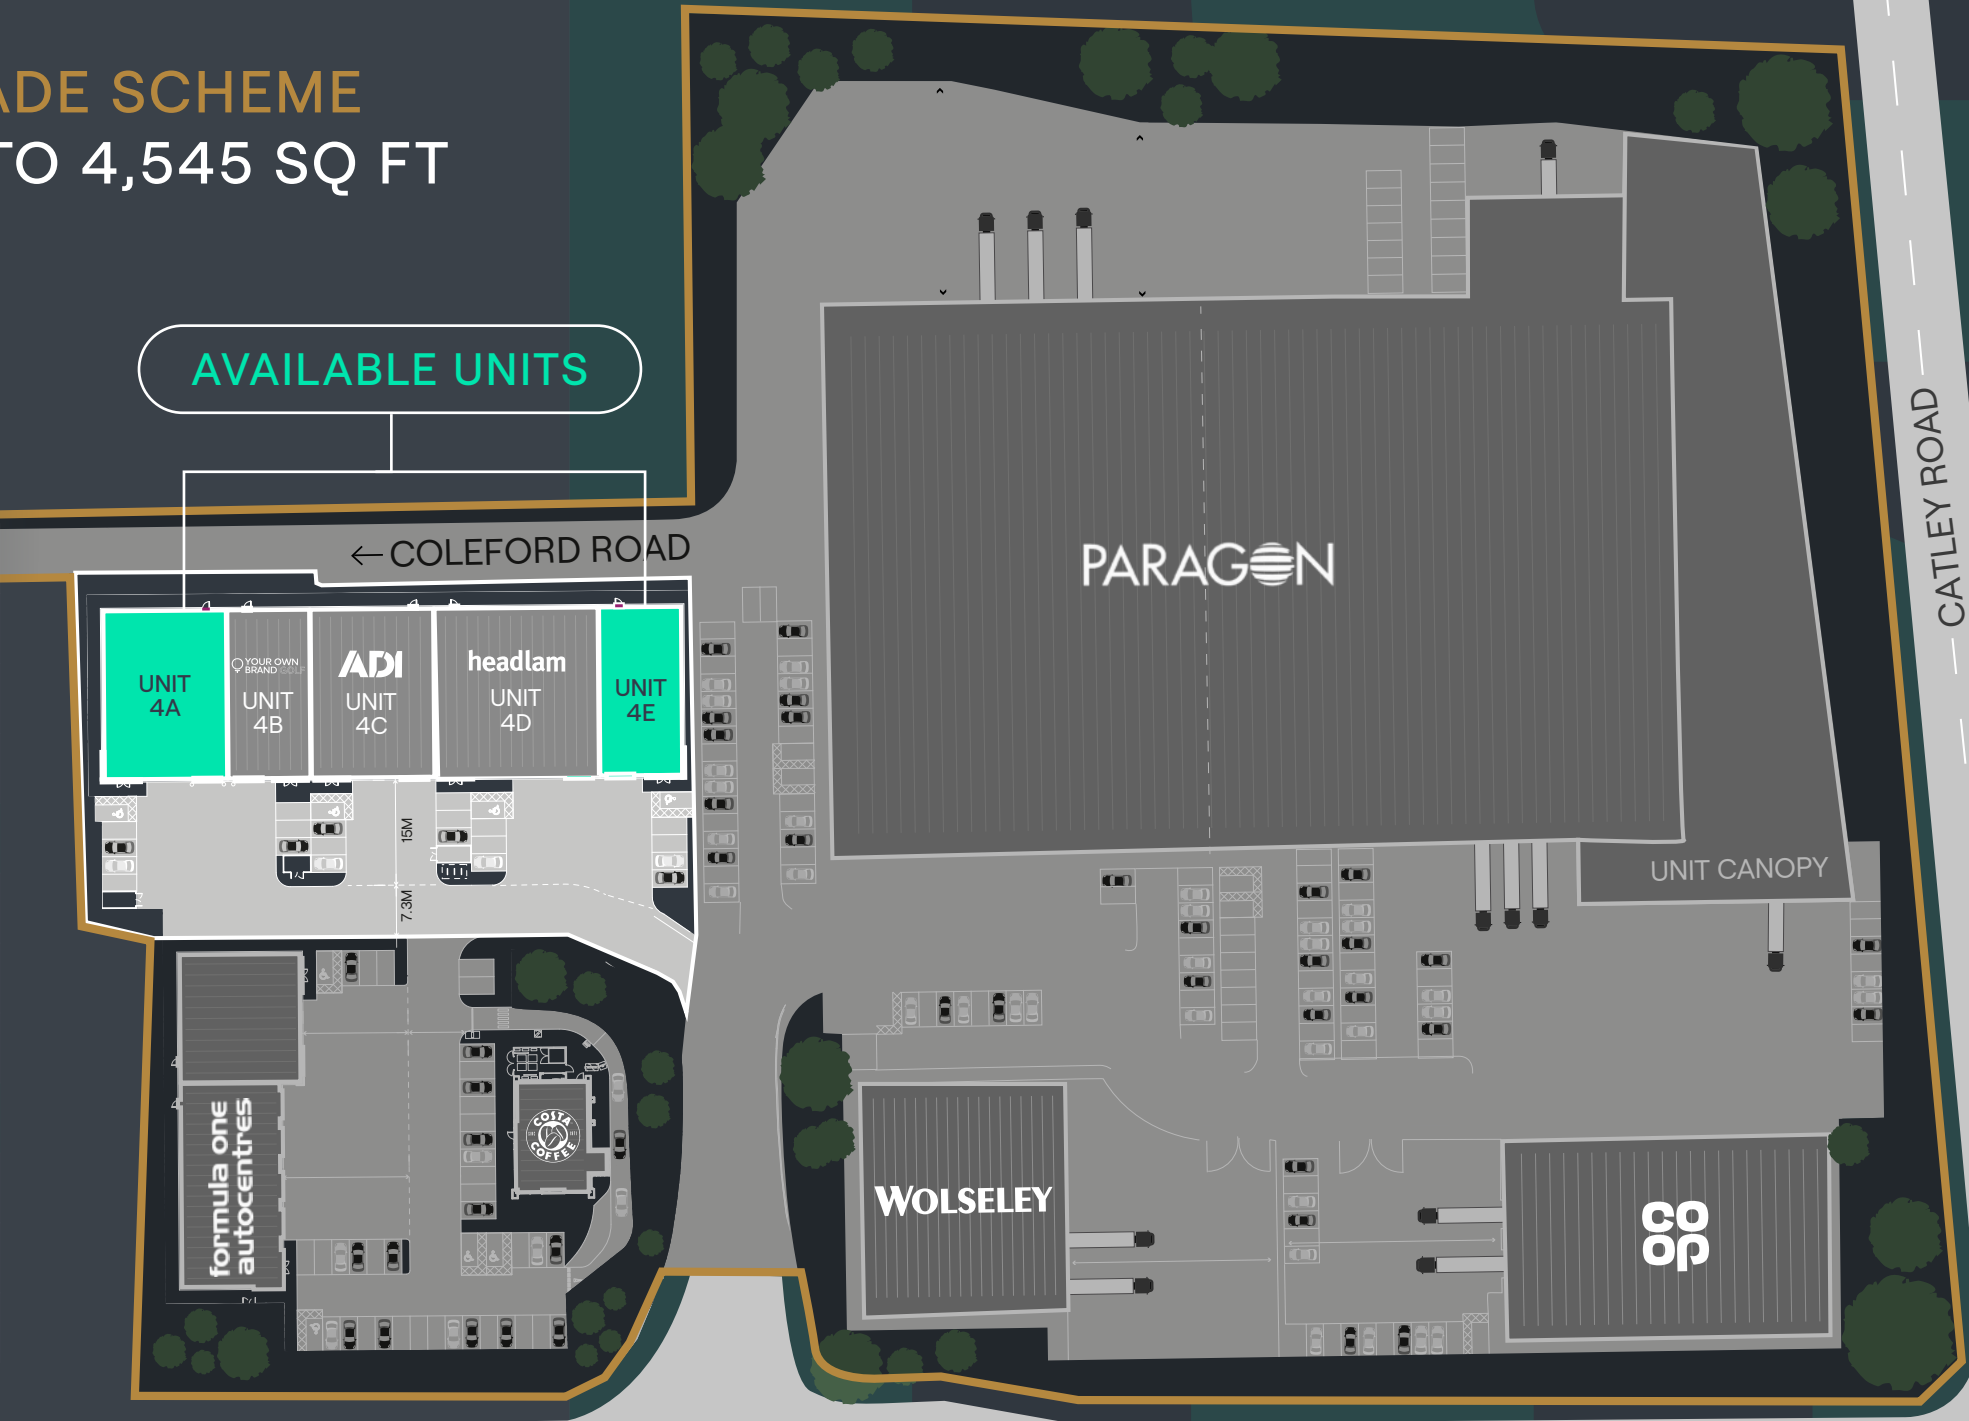 ADE SCHEME
TO 4,545 SQ FT
AVAILABLE UNITS
← COLEFORD ROAD
CATLEY ROAD
UNIT
4A
YOUR OWN
BRAND GOLF
UNIT
4B
ADI
UNIT
4C
headlam
UNIT
4D
UNIT
4E
PARAGON
15M
7.3M
UNIT CANOPY
formula one
autocentres
COSTA
COFFEE
WOLSELEY
CO
OP